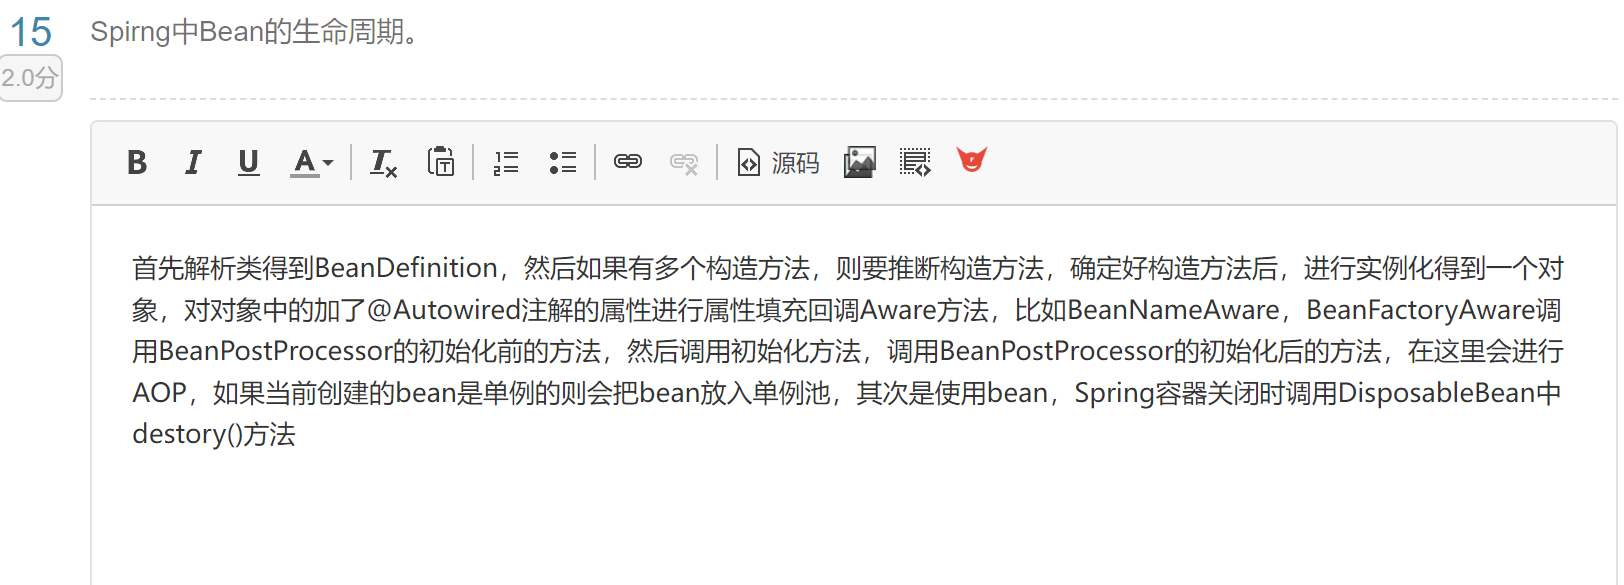 15
Spirng中Bean的生命周期。
2.0分
B I U A 源码
首先解析类得到BeanDefinition，然后如果有多个构造方法，则要推断构造方法，确定好构造方法后，进行实例化得到一个对
象，对对象中的加了@Autowired注解的属性进行属性填充回调Aware方法，比如BeanNameAware，BeanFactoryAware调
用BeanPostProcessor的初始化前的方法，然后调用初始化方法，调用BeanPostProcessor的初始化后的方法，在这里会进行
AOP，如果当前创建的bean是单例的则会把bean放入单例池，其次是使用bean，Spring容器关闭时调用DisposableBean中
destory()方法